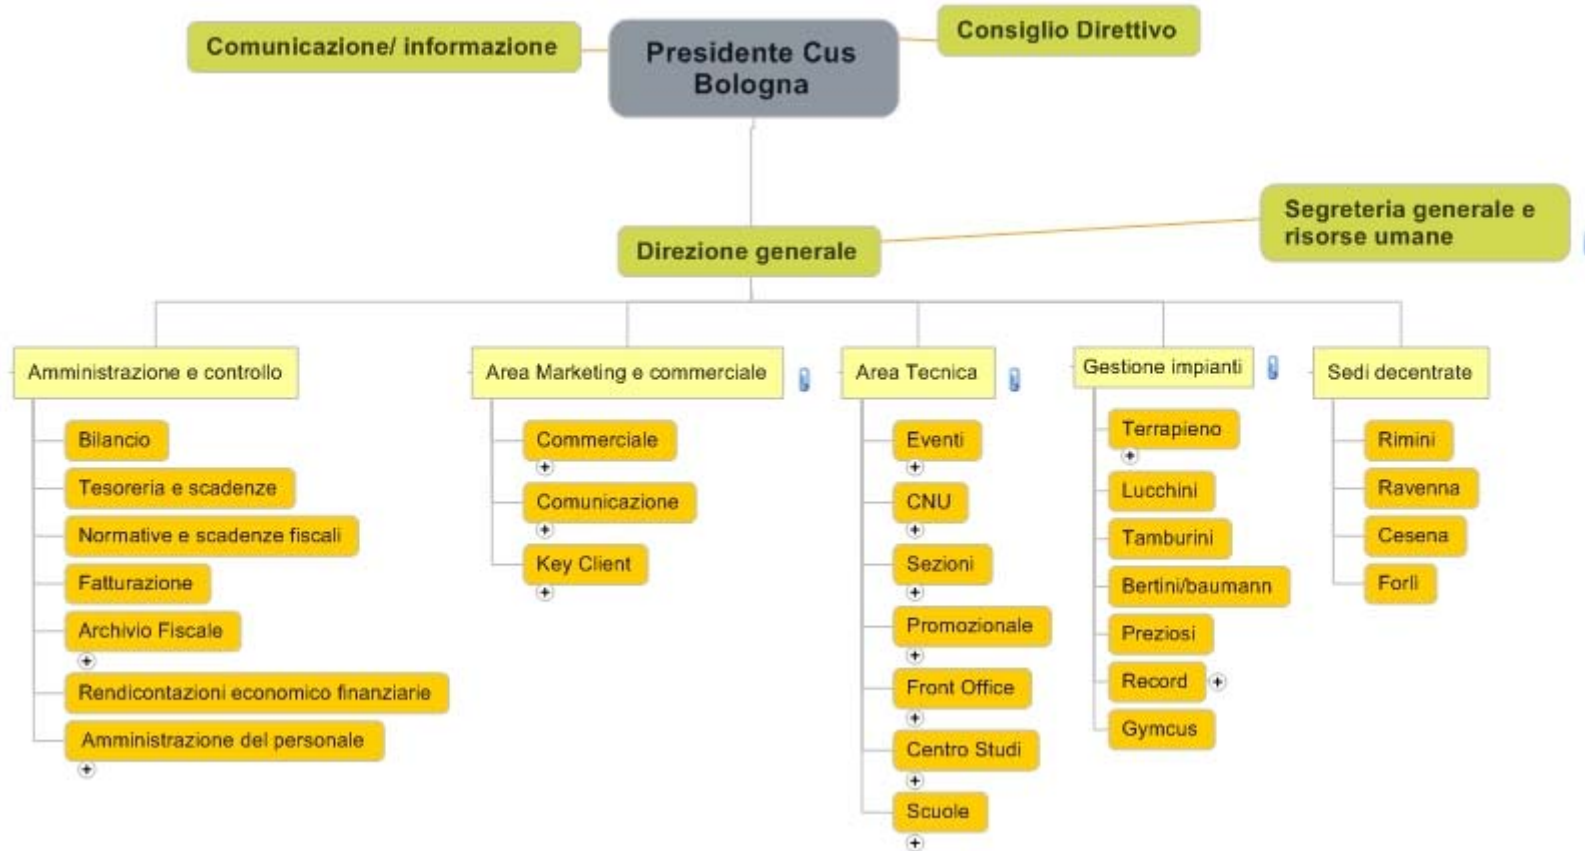 Comunicazione/ informazione
Presidente Cus
Bologna
Consiglio Direttivo
Direzione generale
Segreteria generale e
risorse umane
Amministrazione e controllo
Bilancio
Tesoreria e scadenze
Normative e scadenze fiscali
Fatturazione
Archivio Fiscale
Rendicontazioni economico finanziarie
Amministrazione del personale
Area Marketing e commerciale
Commerciale
Comunicazione
Key Client
Area Tecnica
Eventi
CNU
Sezioni
Promozionale
Front Office
Centro Studi
Scuole
Gestione impianti
Terrapieno
Lucchini
Tamburini
Bertini/baumann
Preziosi
Record
Gymcus
Sedi decentrate
Rimini
Ravenna
Cesena
Forlì